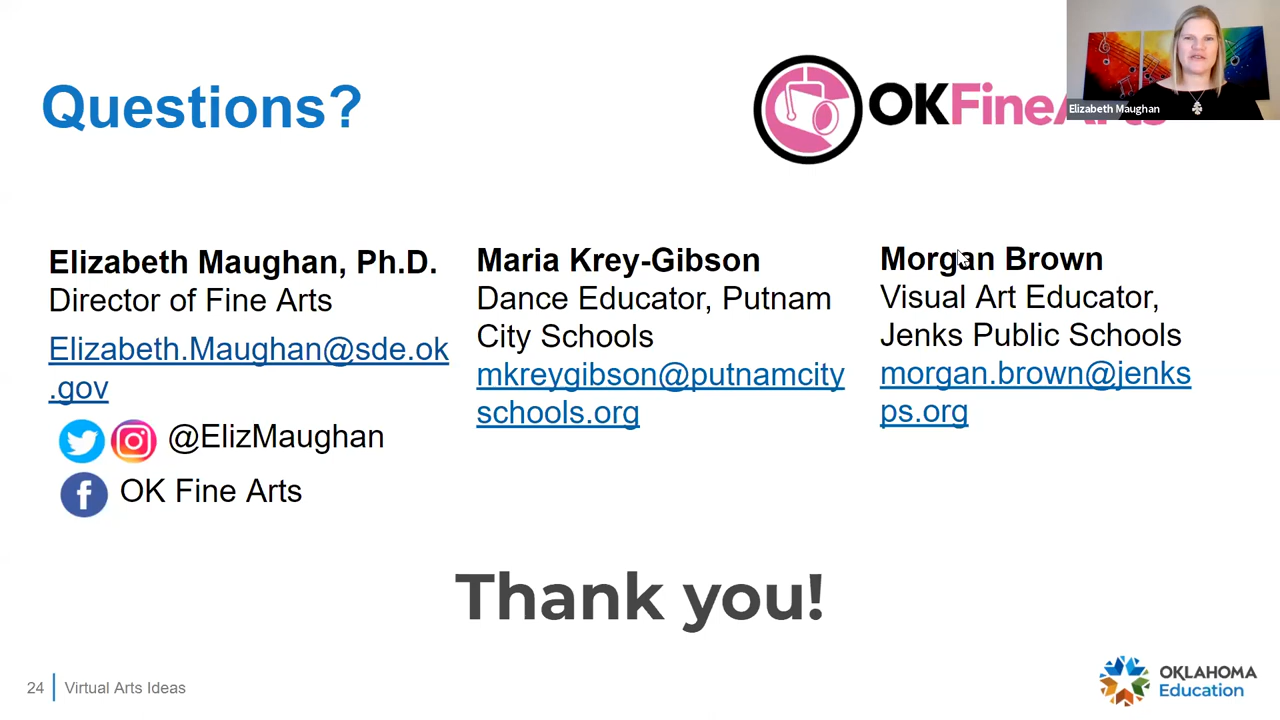 Questions?
OKFineArts
Elizabeth Maughan
Elizabeth Maughan, Ph.D.
Director of Fine Arts
Elizabeth.Maughan@sde.ok
.gov
@ElizMaughan
OK Fine Arts
Maria Krey-Gibson
Dance Educator, Putnam
City Schools
mkreygibson@putnamcity
schools.org
Morgan Brown
Visual Art Educator,
Jenks Public Schools
morgan.brown@jenks
ps.org
Thank you!
24 Virtual Arts Ideas
OKLAHOMA
Education